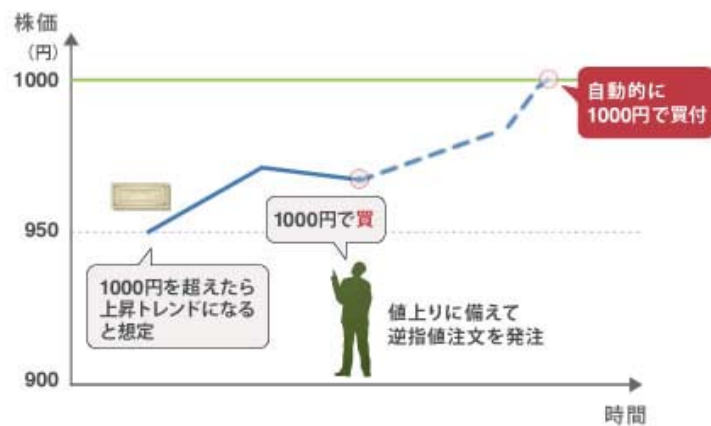 株価
（円）
1000
自動的に
1000円で買付
1000円で買
950
1000円を超えたら
上昇トレンドになる
と想定
値上りに備えて
逆指値注文を発注
900
時間